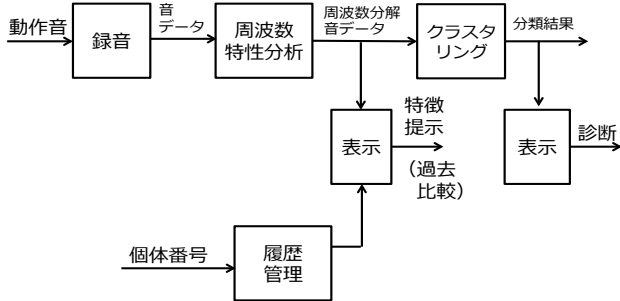 動作音
録音
音
データ
周波数
特性分析
周波数分解
音データ
クラスタ
リング
分類結果
表示
特徴
提示
(過去
比較)
表示
診断
個体番号
履歴
管理